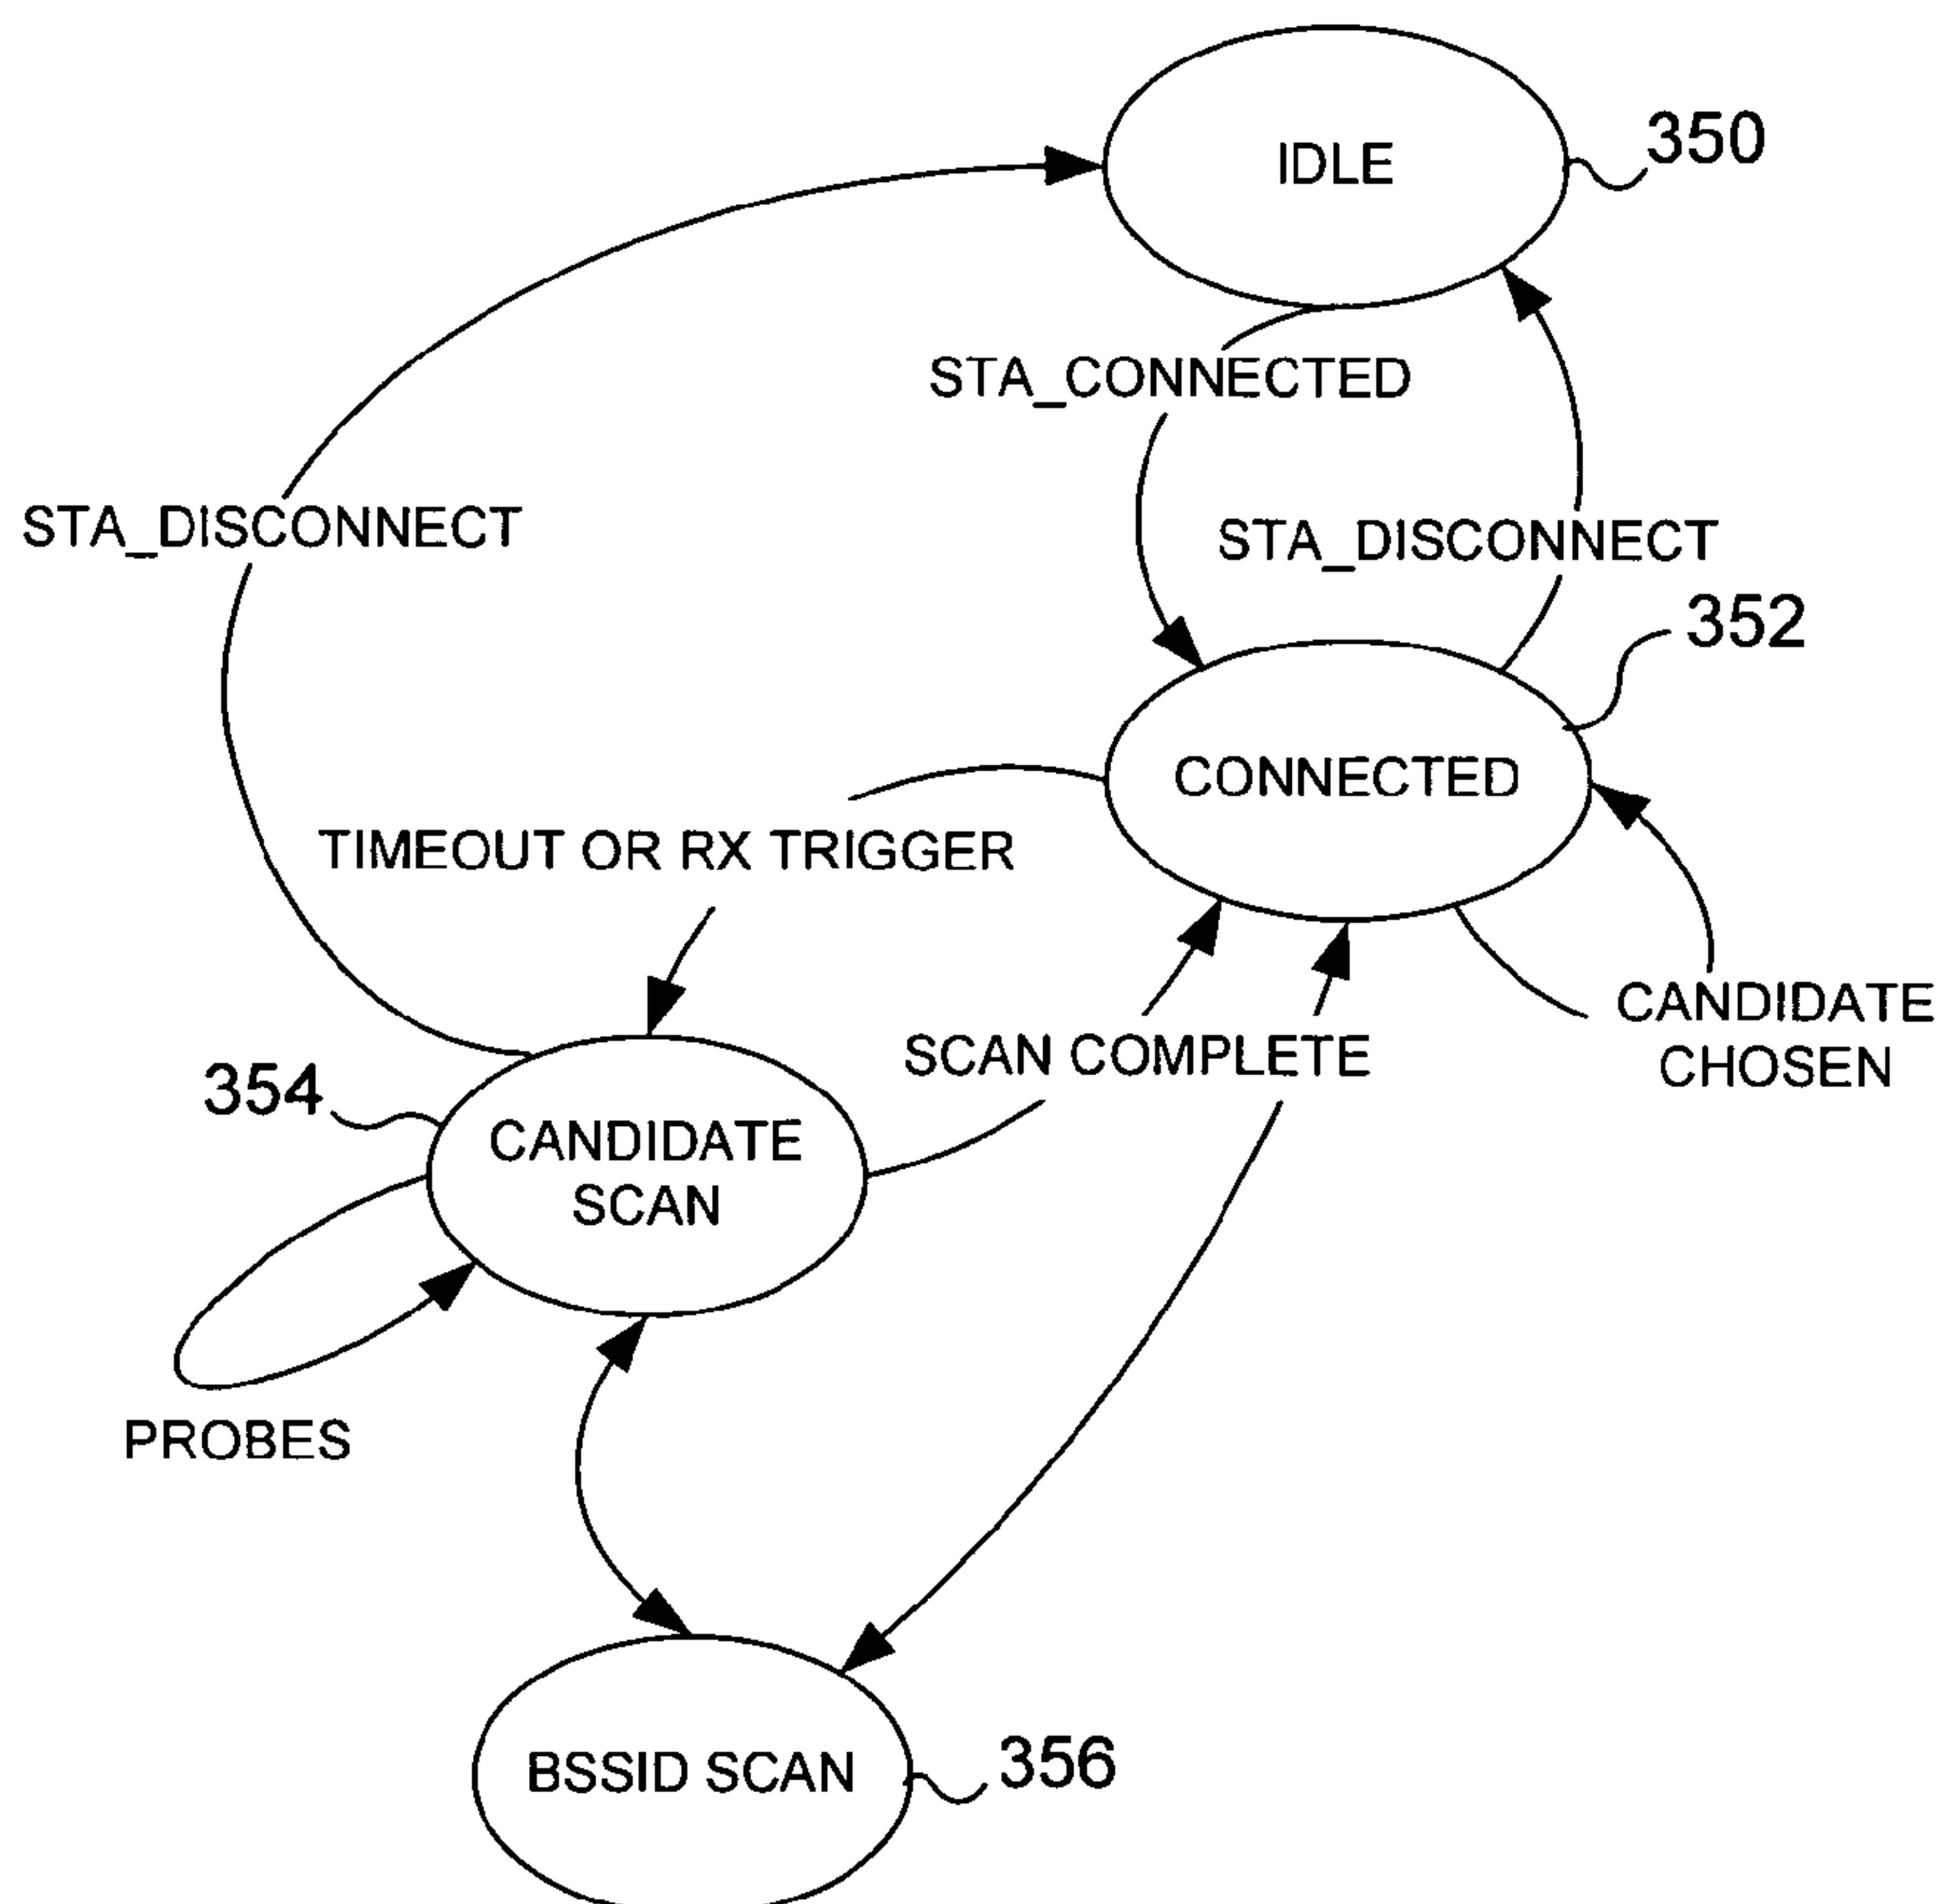 IDLE
350
STA_CONNECTED
STA_DISCONNECT
STA_DISCONNECT
352
CONNECTED
TIMEOUT OR RX TRIGGER
CANDIDATE
CHOSEN
SCAN COMPLETE
354
CANDIDATE
SCAN
PROBES
BSSID SCAN
356